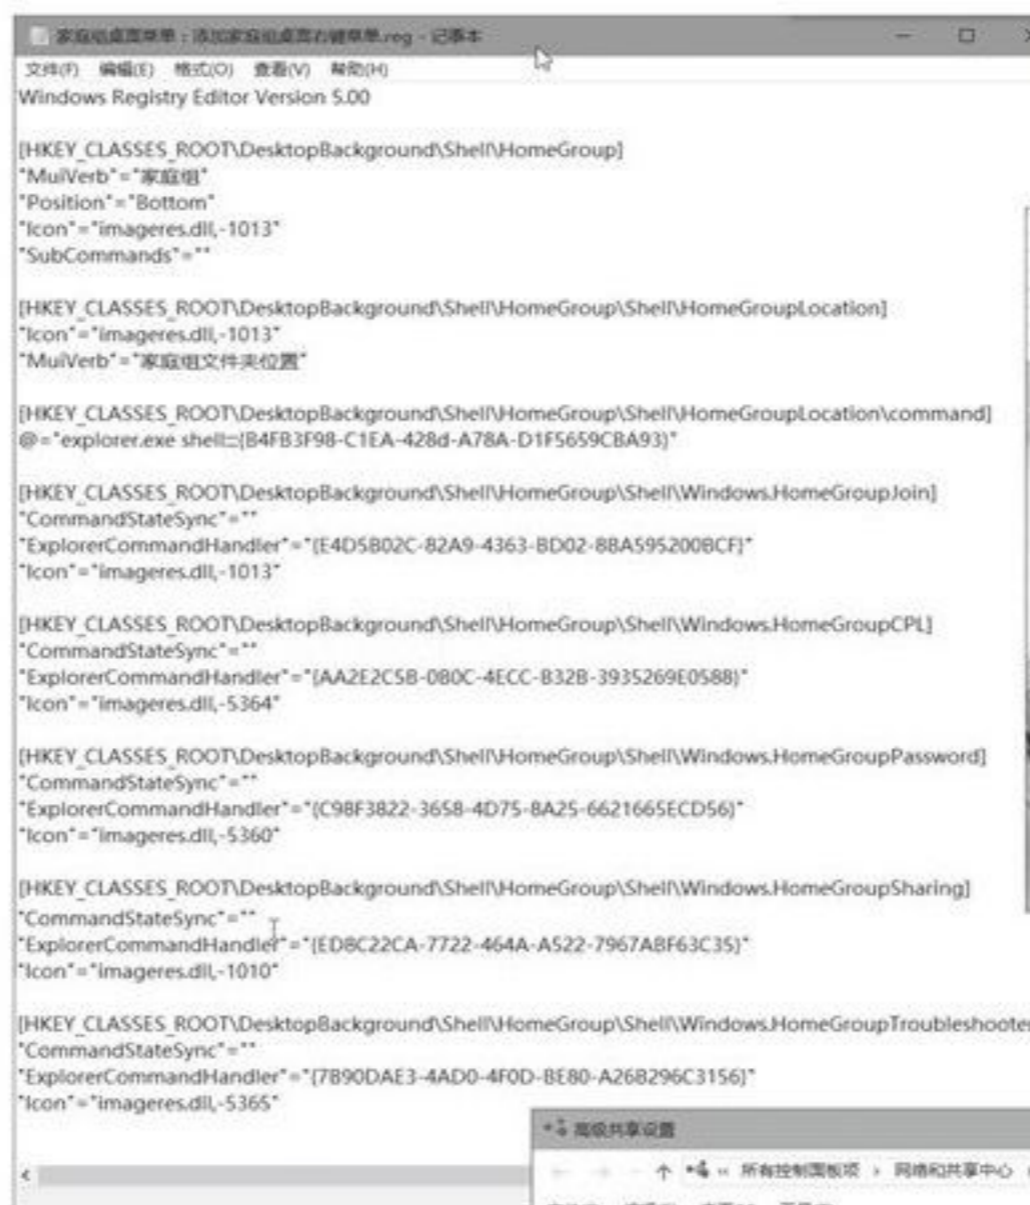 家庭组桌面菜单：添加家庭组桌面右键菜单.reg - 记事本
文件(F) 编辑(E) 格式(O) 查看(V) 帮助(H)
Windows Registry Editor Version 5.00
[HKEY_CLASSES_ROOT\DesktopBackground\Shell\HomeGroup]
"MuiVerb"="家庭组"
"Position"="Bottom"
"Icon"="imageres.dll,-1013"
"SubCommands"=""
[HKEY_CLASSES_ROOT\DesktopBackground\Shell\HomeGroup\Shell\HomeGroupLocation]
"Icon"="imageres.dll,-1013"
"MuiVerb"="家庭组文件夹位置"
[HKEY_CLASSES_ROOT\DesktopBackground\Shell\HomeGroup\Shell\HomeGroupLocation\command]
@="explorer.exe shell:::{B4FB3F98-C1EA-428d-A78A-D1F5659CBA93}"
[HKEY_CLASSES_ROOT\DesktopBackground\Shell\HomeGroup\Shell\Windows.HomeGroupJoin]
"CommandStateSync"=""
"ExplorerCommandHandler"="{E4D5B02C-82A9-4363-BD02-8BA595200BCF}"
"Icon"="imageres.dll,-1013"
[HKEY_CLASSES_ROOT\DesktopBackground\Shell\HomeGroup\Shell\Windows.HomeGroupCPL]
"CommandStateSync"=""
"ExplorerCommandHandler"="{AA2E2C5B-0B0C-4ECC-B32B-3935269E0588}"
"Icon"="imageres.dll,-5364"
[HKEY_CLASSES_ROOT\DesktopBackground\Shell\HomeGroup\Shell\Windows.HomeGroupPassword]
"CommandStateSync"=""
"ExplorerCommandHandler"="{C98F3822-3658-4D75-8A25-6621665ECD56}"
"Icon"="imageres.dll,-5360"
[HKEY_CLASSES_ROOT\DesktopBackground\Shell\HomeGroup\Shell\Windows.HomeGroupSharing]
"CommandStateSync"=""
"ExplorerCommandHandler"="{ED8C22CA-7722-464A-A522-7967ABF63C35}"
"Icon"="imageres.dll,-1010"
[HKEY_CLASSES_ROOT\DesktopBackground\Shell\HomeGroup\Shell\Windows.HomeGroupTroubleshooter
"CommandStateSync"=""
"ExplorerCommandHandler"="{7B90DAE3-4AD0-4F0D-BE80-A26B296C3156}"
"Icon"="imageres.dll,-5365"
高级共享设置
« 所有控制面板项 › 网络和共享中心